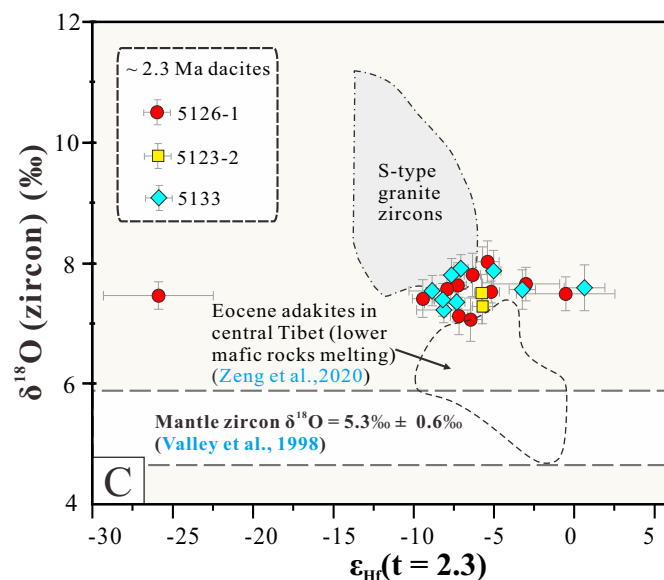 12
10
8
6
4
δ¹⁸O (zircon) (‰)
~ 2.3 Ma dacites
5126-1
5123-2
5133
S-type
granite
zircons
Eocene adakites in
central Tibet (lower
mafic rocks melting)
(Zeng et al.,2020)
Mantle zircon δ¹⁸O = 5.3‰ ± 0.6‰
(Valley et al., 1998)
C
-30 -25 -20 -15 -10 -5 0 5
εHf(t = 2.3)